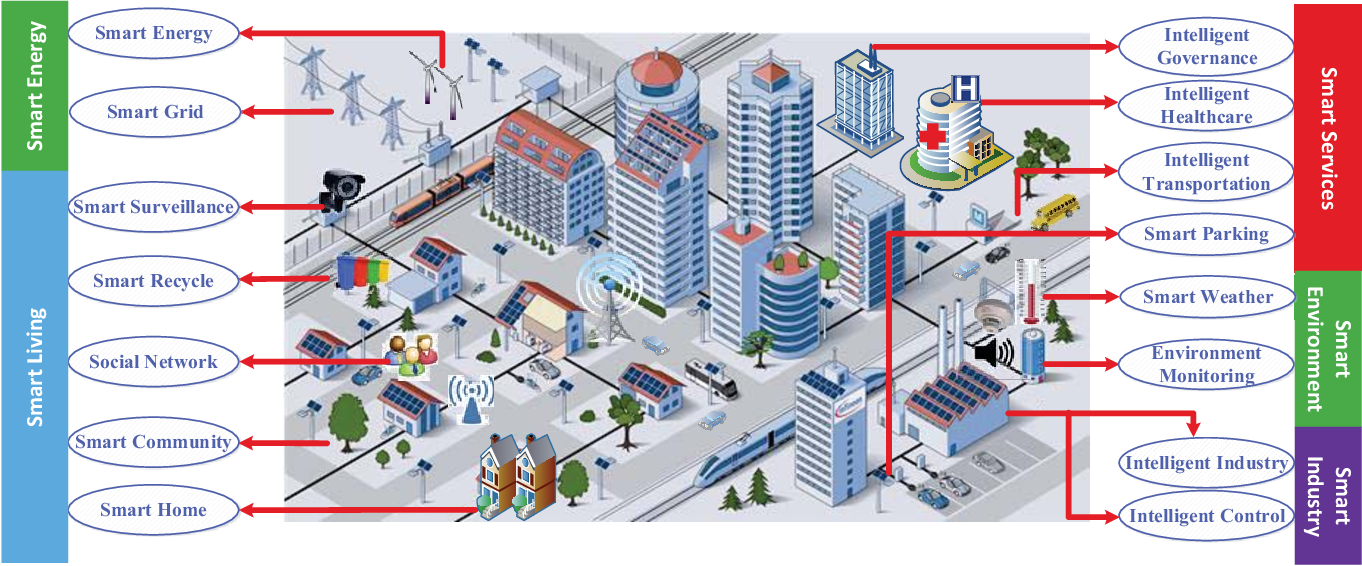 Smart Energy
Smart Energy
Smart Grid
Smart Living
Smart Surveillance
Smart Recycle
Social Network
Smart Community
Smart Home
H
M
Infineon
Smart Services
Intelligent
Governance
Intelligent
Healthcare
Intelligent
Transportation
Smart Parking
Smart
Environment
Smart Weather
Environment
Monitoring
Smart
Industry
Intelligent Industry
Intelligent Control